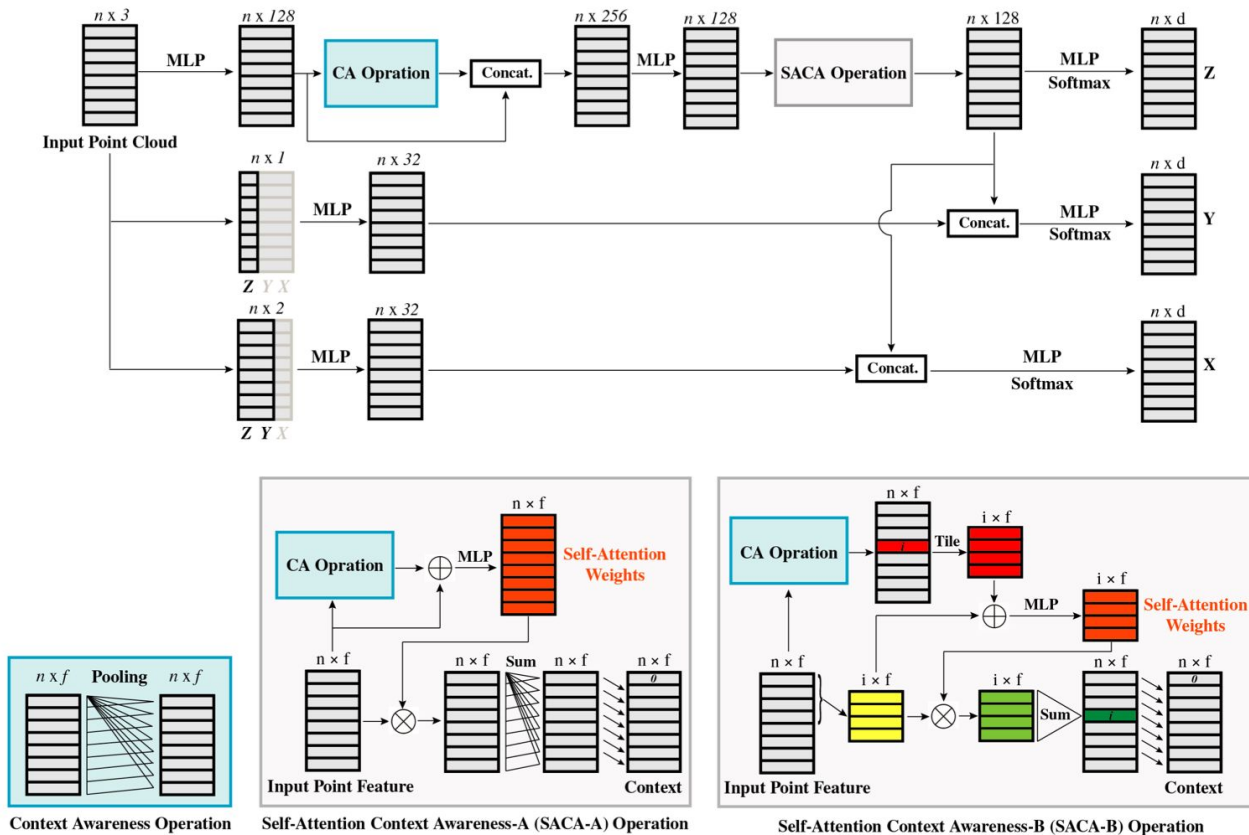 n x 3
n x 128
n x 256
n x 128
n x 128
n x d
MLP
CA Opration
Concat.
MLP
SACA Operation
MLP
Softmax
Z
Input Point Cloud
n x 1
n x 32
n x d
MLP
Concat.
MLP
Softmax
Y
Z Y X
n x 2
n x 32
n x d
MLP
Concat.
MLP
Softmax
X
Z Y X
n x f
Pooling
n x f
Context Awareness Operation
n × f
CA Opration
MLP
Self-Attention
Weights
n × f
n × f
Sum
n × f
n × f
0
Input Point Feature
Context
Self-Attention Context Awareness-A (SACA-A) Operation
n × f
i × f
CA Opration
i
Tile
i × f
MLP
Self-Attention
Weights
n × f
i × f
i × f
n × f
n × f
0
Sum
i
Input Point Feature
Context
Self-Attention Context Awareness-B (SACA-B) Operation